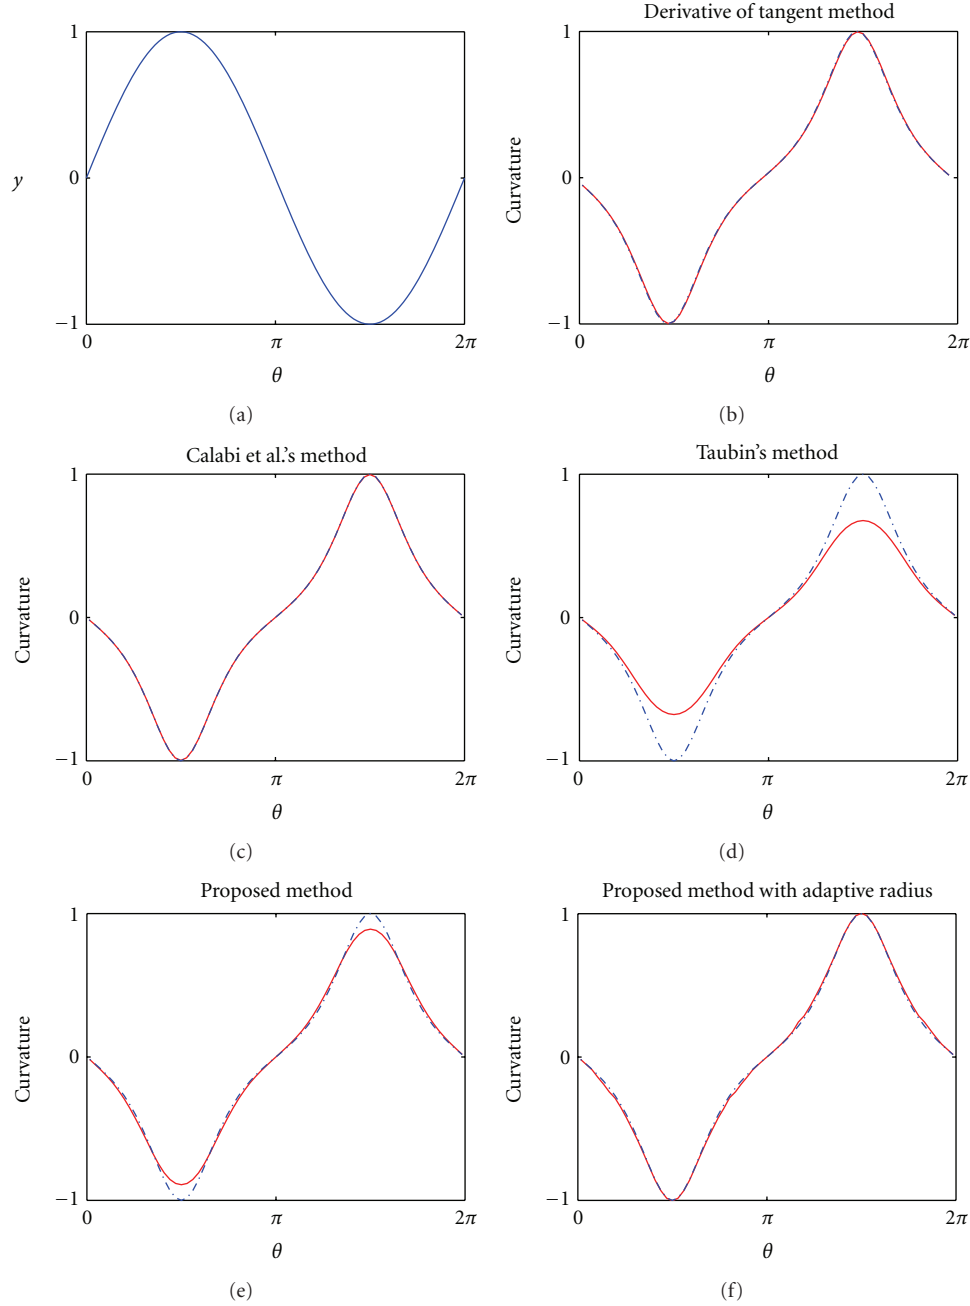 1
y
0
−1
0
π
2π
θ
(a)
Derivative of tangent method
1
Curvature
0
−1
0
π
2π
θ
(b)
Calabi et al.'s method
1
Curvature
0
−1
0
π
2π
θ
(c)
Taubin's method
1
Curvature
0
−1
0
π
2π
θ
(d)
Proposed method
1
Curvature
0
−1
0
π
2π
θ
(e)
Proposed method with adaptive radius
1
Curvature
0
−1
0
π
2π
θ
(f)